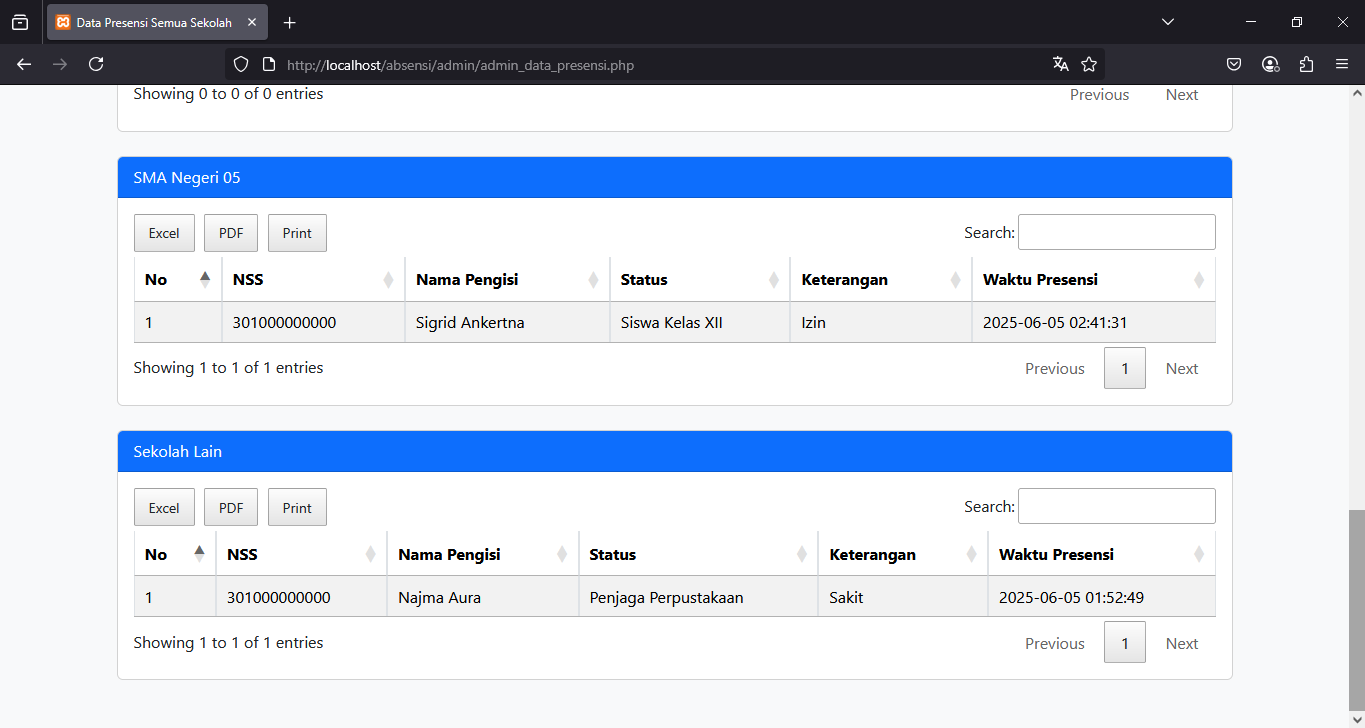 Data Presensi Semua Sekolah
http://localhost/absensi/admin/admin_data_presensi.php
Showing 0 to 0 of 0 entries Previous Next
SMA Negeri 05
Excel PDF Print Search:
No NSS Nama Pengisi Status Keterangan Waktu Presensi
1 301000000000 Sigrid Ankertna Siswa Kelas XII Izin 2025-06-05 02:41:31
Showing 1 to 1 of 1 entries Previous 1 Next
Sekolah Lain
Excel PDF Print Search:
No NSS Nama Pengisi Status Keterangan Waktu Presensi
1 301000000000 Najma Aura Penjaga Perpustakaan Sakit 2025-06-05 01:52:49
Showing 1 to 1 of 1 entries Previous 1 Next